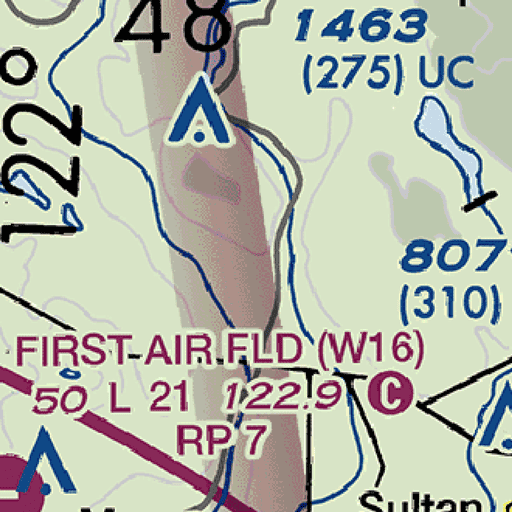 48
1463
(275) UC
122°
807
(310)
FIRST-AIR FLD (W16)
50 L 21 122.9 C
RP 7
Sultan